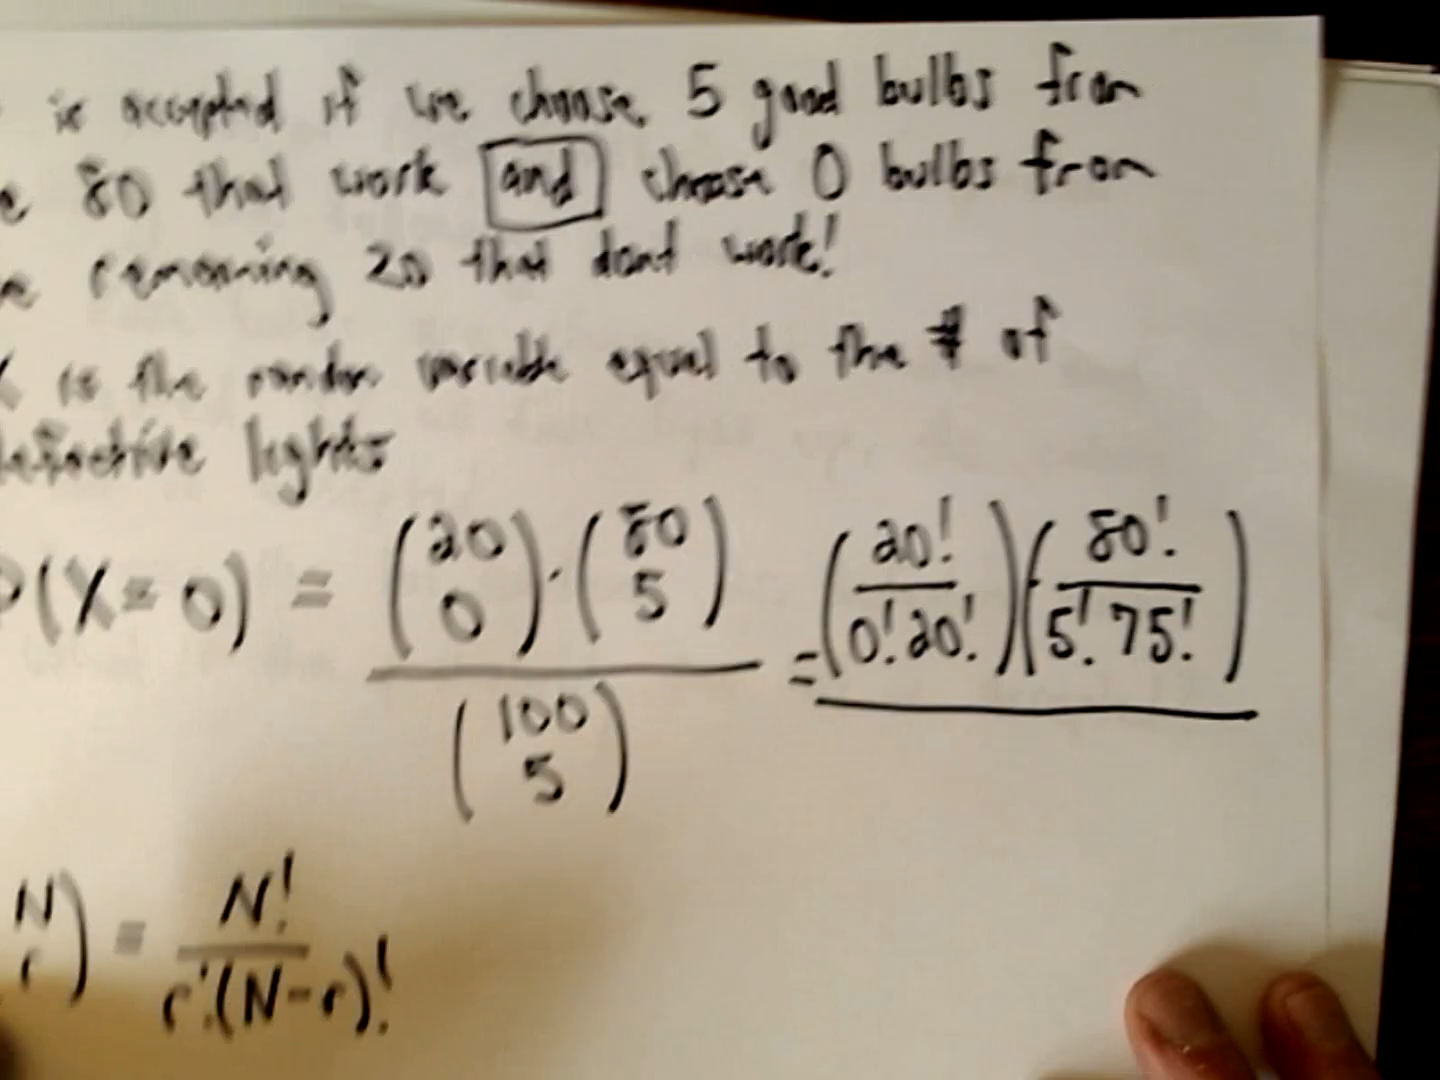 is accepted if we choose 5 good bulbs from
e 80 that work and choose 0 bulbs from
e remaining 20 that dont work!
X is the random variable equal to the # of
defective lights
P(X=0) = (20 0)·(80 5) / (100 5) = (20! / 0!20!)(80! / 5!75!)
(N r) = N! / r!(N-r)!